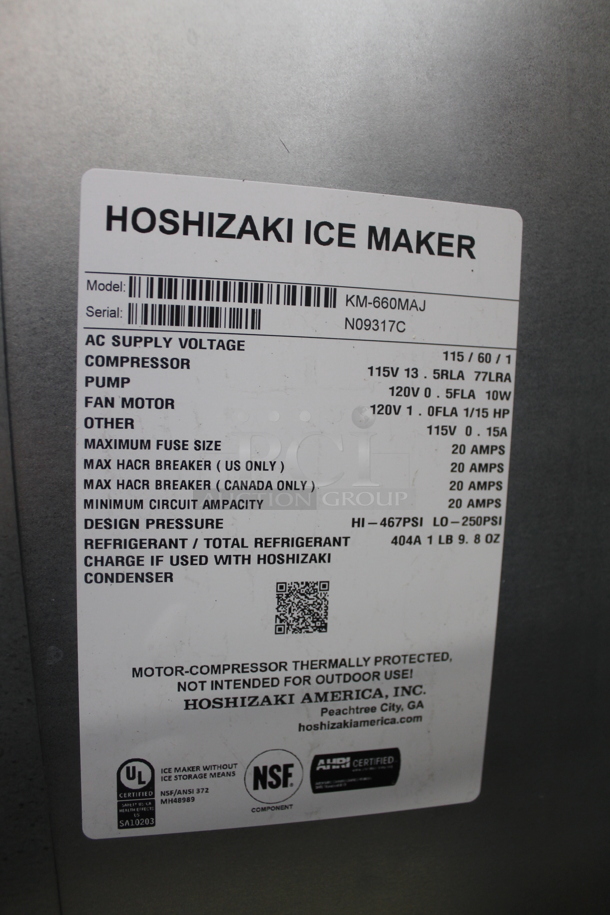 HOSHIZAKI ICE MAKER
Model: KM-660MAJ
Serial: N09317C
AC SUPPLY VOLTAGE 115 / 60 / 1
COMPRESSOR 115V 13 . 5RLA 77LRA
PUMP 120V 0 . 5FLA 10W
FAN MOTOR 120V 1 . 0FLA 1/15 HP
OTHER 115V 0 . 15A
MAXIMUM FUSE SIZE 20 AMPS
MAX HACR BREAKER ( US ONLY ) 20 AMPS
MAX HACR BREAKER ( CANADA ONLY ) 20 AMPS
MINIMUM CIRCUIT AMPACITY 20 AMPS
DESIGN PRESSURE HI-467PSI LO-250PSI
REFRIGERANT / TOTAL REFRIGERANT 404A 1 LB 9. 8 OZ
CHARGE IF USED WITH HOSHIZAKI
CONDENSER
PCI
AUCTION GROUP
MOTOR-COMPRESSOR THERMALLY PROTECTED,
NOT INTENDED FOR OUTDOOR USE!
HOSHIZAKI AMERICA, INC.
Peachtree City, GA
hoshizakiamerica.com
UL
CERTIFIED
SA10203
ICE MAKER WITHOUT
ICE STORAGE MEANS
NSF/ANSI 372
MH48989
NSF
COMPONENT
AHRI CERTIFIED